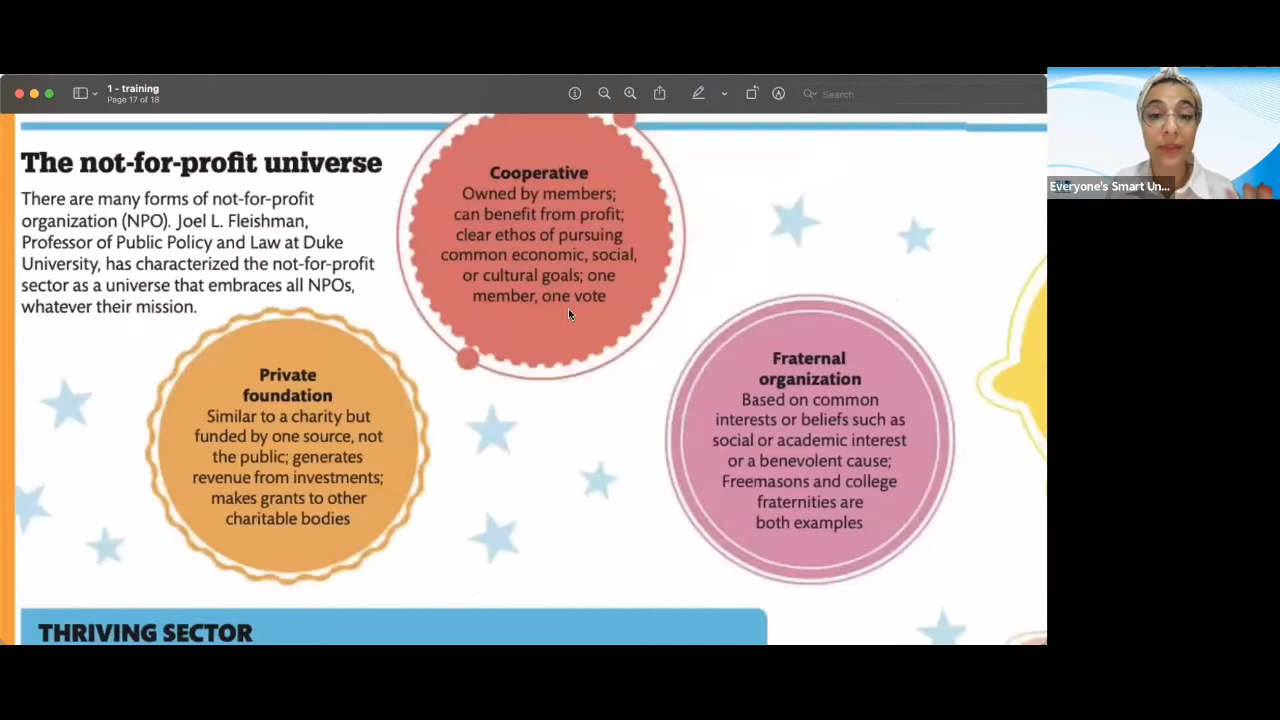 1 - training
Page 17 of 18
Search
Everyone's Smart Un...
The not-for-profit universe
There are many forms of not-for-profit
organization (NPO). Joel L. Fleishman,
Professor of Public Policy and Law at Duke
University, has characterized the not-for-profit
sector as a universe that embraces all NPOs,
whatever their mission.
Cooperative
Owned by members;
can benefit from profit;
clear ethos of pursuing
common economic, social,
or cultural goals; one
member, one vote
Private
foundation
Similar to a charity but
funded by one source, not
the public; generates
revenue from investments;
makes grants to other
charitable bodies
Fraternal
organization
Based on common
interests or beliefs such as
social or academic interest
or a benevolent cause;
Freemasons and college
fraternities are
both examples
THRIVING SECTOR